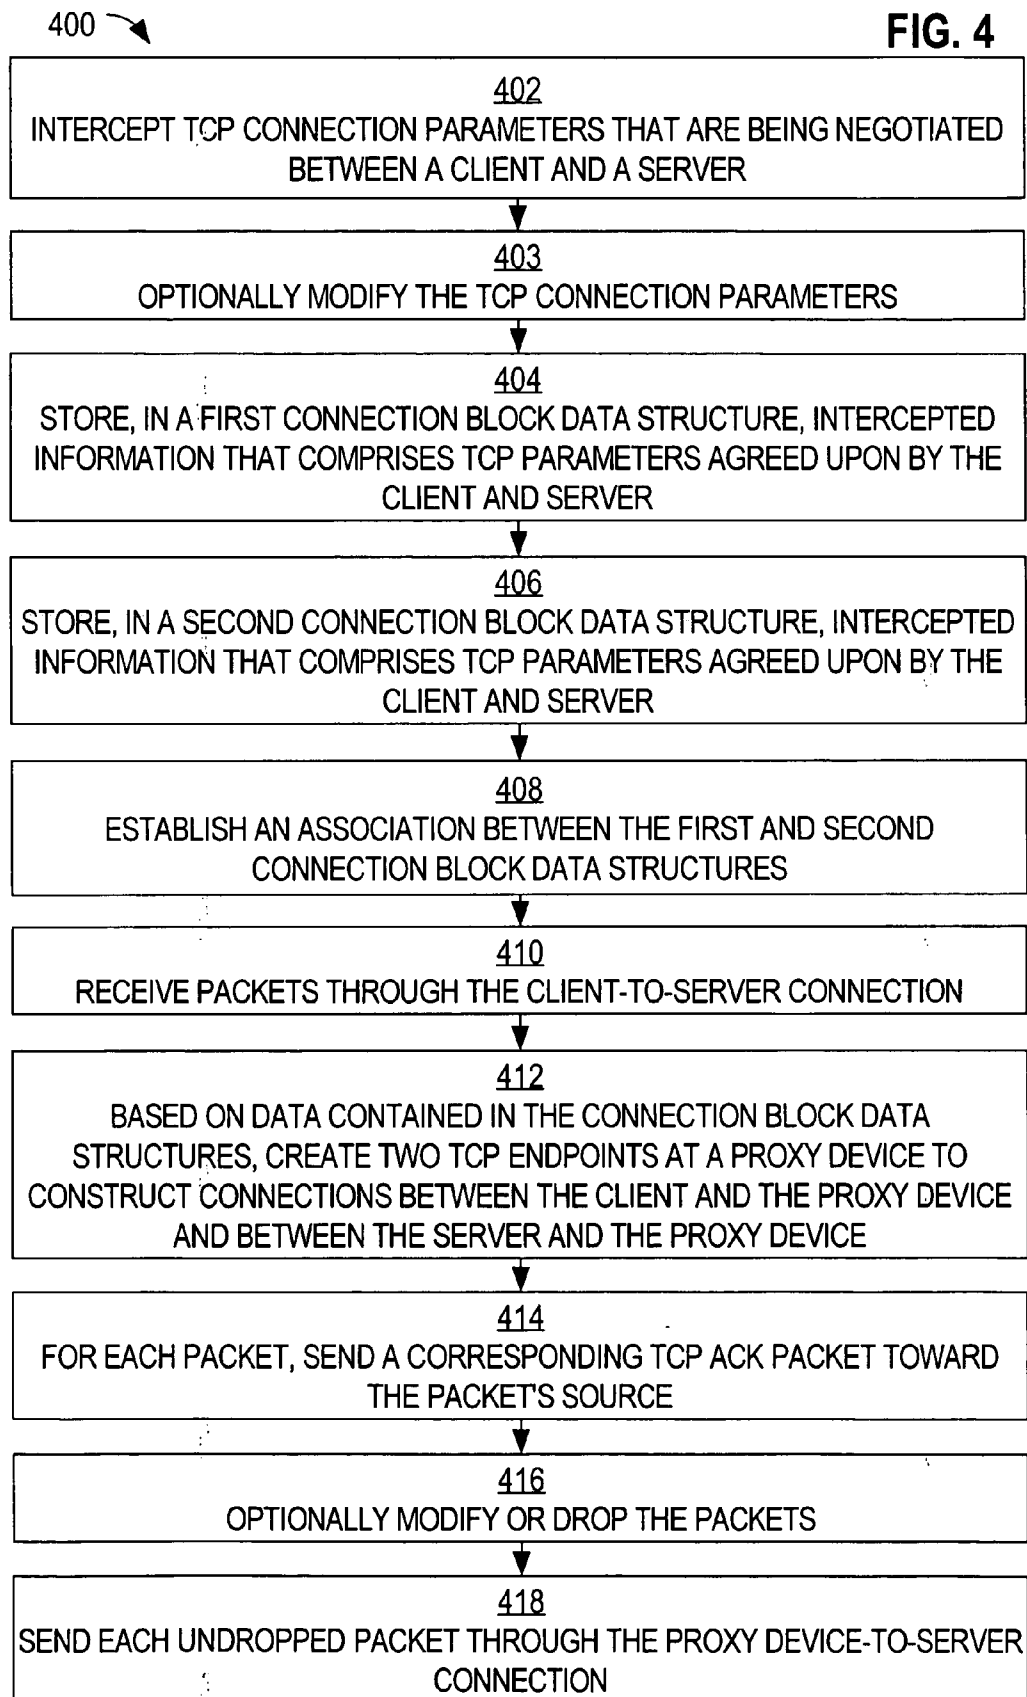 400
FIG. 4
402
INTERCEPT TCP CONNECTION PARAMETERS THAT ARE BEING NEGOTIATED
BETWEEN A CLIENT AND A SERVER
403
OPTIONALLY MODIFY THE TCP CONNECTION PARAMETERS
404
STORE, IN A FIRST CONNECTION BLOCK DATA STRUCTURE, INTERCEPTED
INFORMATION THAT COMPRISES TCP PARAMETERS AGREED UPON BY THE
CLIENT AND SERVER
406
STORE, IN A SECOND CONNECTION BLOCK DATA STRUCTURE, INTERCEPTED
INFORMATION THAT COMPRISES TCP PARAMETERS AGREED UPON BY THE
CLIENT AND SERVER
408
ESTABLISH AN ASSOCIATION BETWEEN THE FIRST AND SECOND
CONNECTION BLOCK DATA STRUCTURES
410
RECEIVE PACKETS THROUGH THE CLIENT-TO-SERVER CONNECTION
412
BASED ON DATA CONTAINED IN THE CONNECTION BLOCK DATA
STRUCTURES, CREATE TWO TCP ENDPOINTS AT A PROXY DEVICE TO
CONSTRUCT CONNECTIONS BETWEEN THE CLIENT AND THE PROXY DEVICE
AND BETWEEN THE SERVER AND THE PROXY DEVICE
414
FOR EACH PACKET, SEND A CORRESPONDING TCP ACK PACKET TOWARD
THE PACKET'S SOURCE
416
OPTIONALLY MODIFY OR DROP THE PACKETS
418
SEND EACH UNDROPPED PACKET THROUGH THE PROXY DEVICE-TO-SERVER
CONNECTION